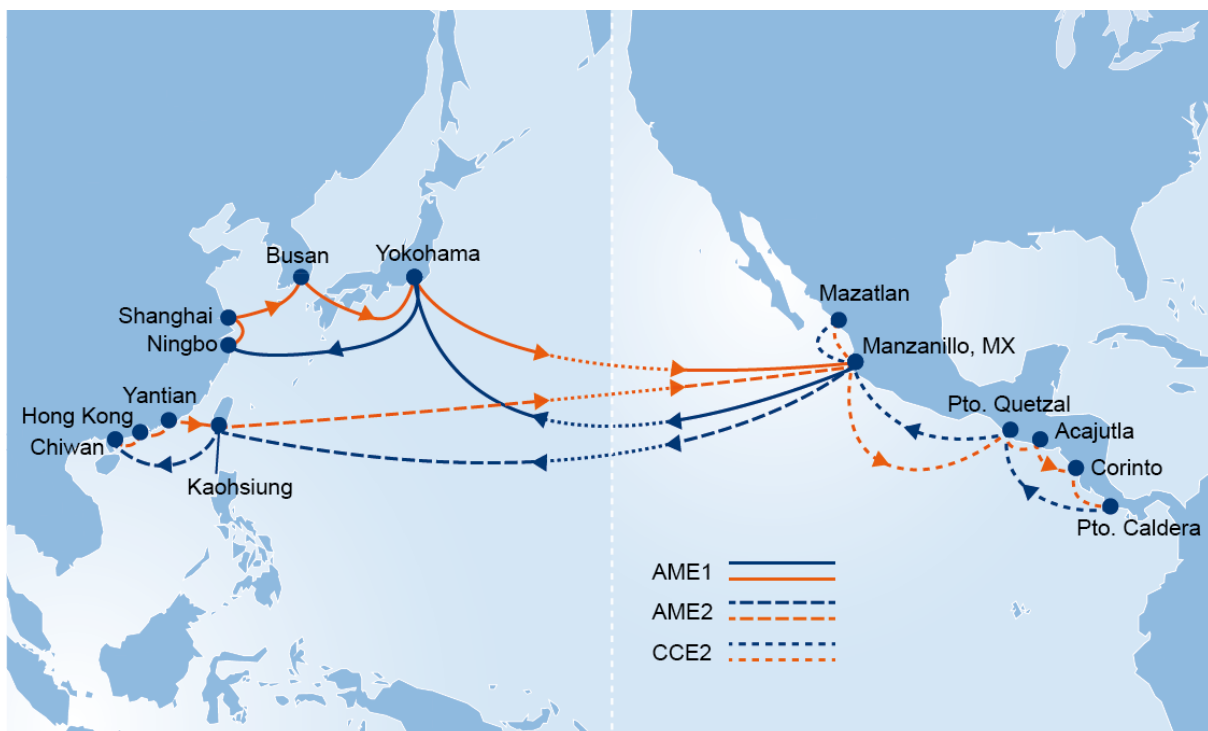 Busan
Yokohama
Shanghai
Ningbo
Yantian
Hong Kong
Chiwan
Kaohsiung
Mazatlan
Manzanillo, MX
Pto. Quetzal
Acajutla
Corinto
Pto. Caldera
AME1
AME2
CCE2